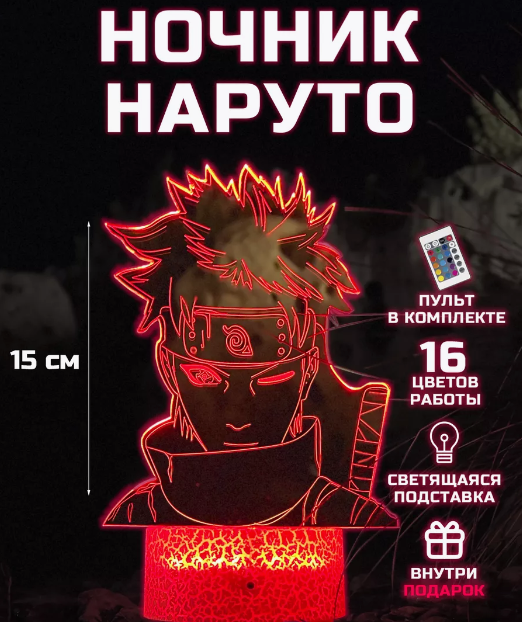 НОЧНИК
НАРУТО
15 см
ПУЛЬТ
В КОМПЛЕКТЕ
16
ЦВЕТОВ
РАБОТЫ
СВЕТЯЩАЯСЯ
ПОДСТАВКА
ВНУТРИ
ПОДАРОК